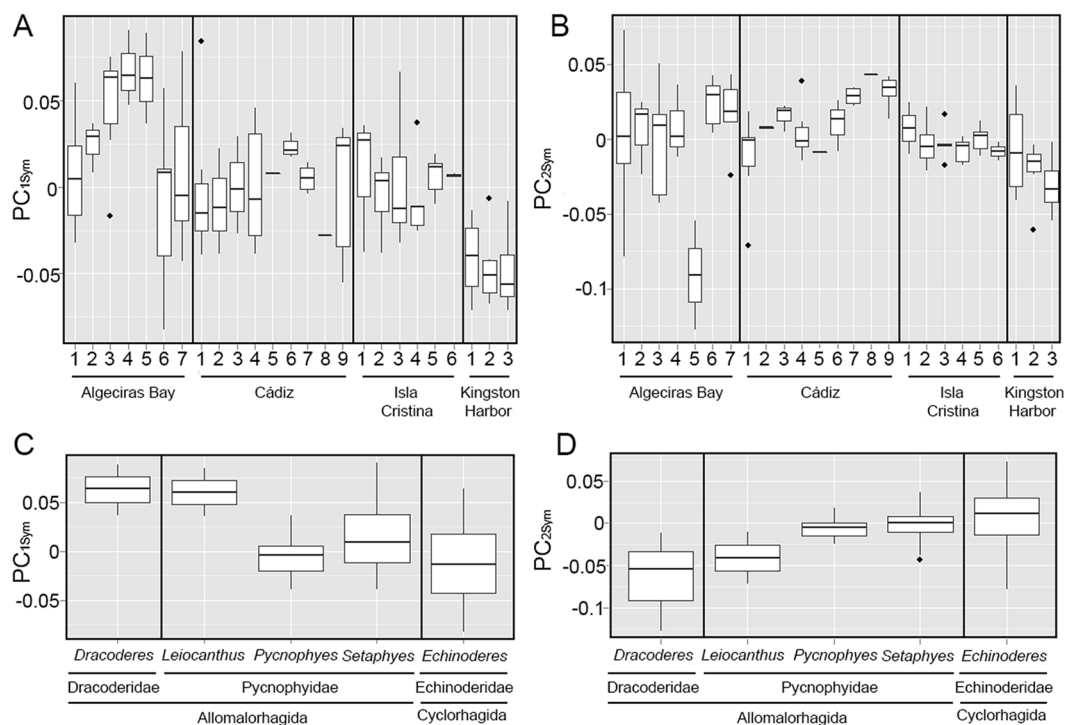 A
PC1Sym
0.05
0
-0.05
1 2 3 4 5 6 7 1 2 3 4 5 6 7 8 9 1 2 3 4 5 6 1 2 3
Algeciras Bay Cádiz Isla Cristina Kingston Harbor
B
PC2Sym
0.05
0
-0.05
-0.1
1 2 3 4 5 6 7 1 2 3 4 5 6 7 8 9 1 2 3 4 5 6 1 2 3
Algeciras Bay Cádiz Isla Cristina Kingston Harbor
C
PC1Sym
0.05
0
-0.05
Dracoderes Leiocanthus Pycnophyes Setaphyes Echinoderes
Dracoderidae Pycnophyidae Echinoderidae
Allomalorhagida Cyclorhagida
D
PC2Sym
0.05
0
-0.05
-0.1
Dracoderes Leiocanthus Pycnophyes Setaphyes Echinoderes
Dracoderidae Pycnophyidae Echinoderidae
Allomalorhagida Cyclorhagida